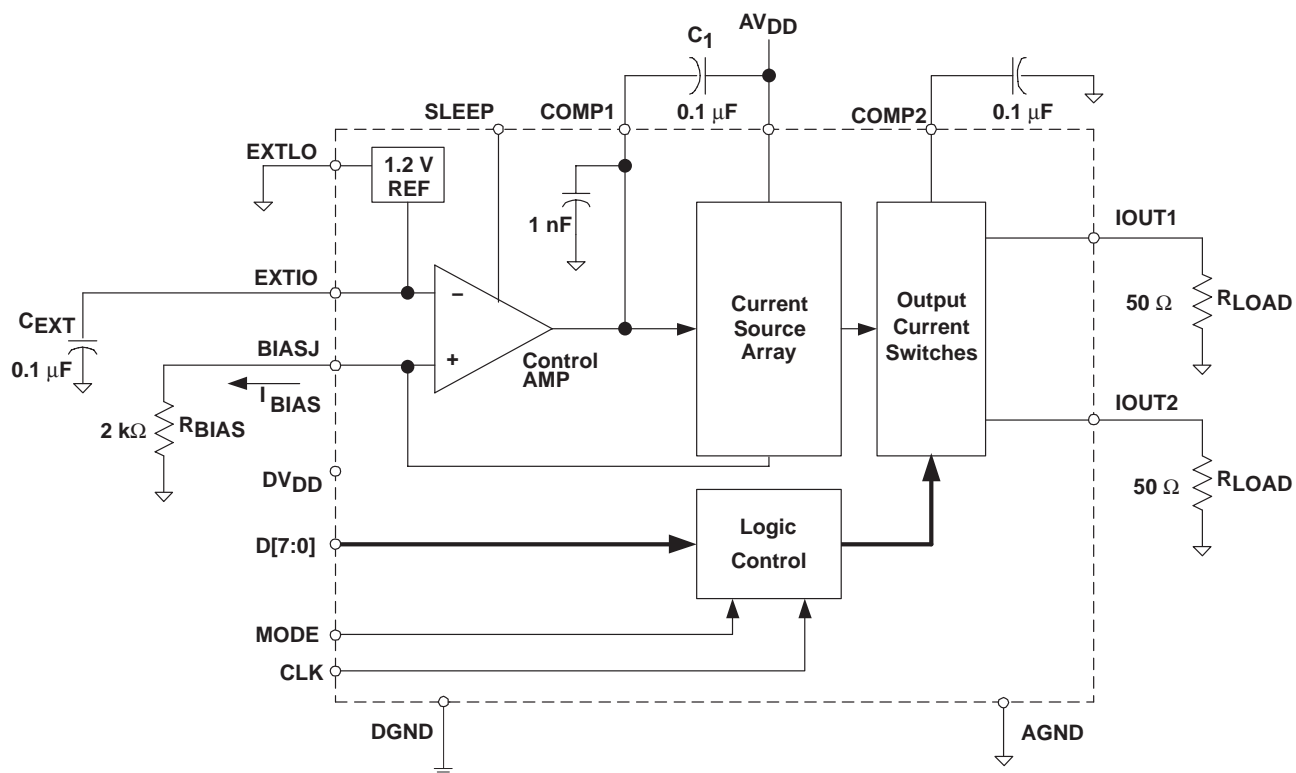 AVDD
C1
0.1 µF
0.1 µF
SLEEP
COMP1
COMP2
EXTLO
1.2 V
REF
1 nF
IOUT1
EXTIO
–
+
Control
AMP
Current
Source
Array
Output
Current
Switches
50 Ω
RLOAD
CEXT
0.1 µF
BIASJ
IBIAS
2 kΩ
RBIAS
IOUT2
50 Ω
RLOAD
DVDD
D[7:0]
Logic
Control
MODE
CLK
DGND
AGND